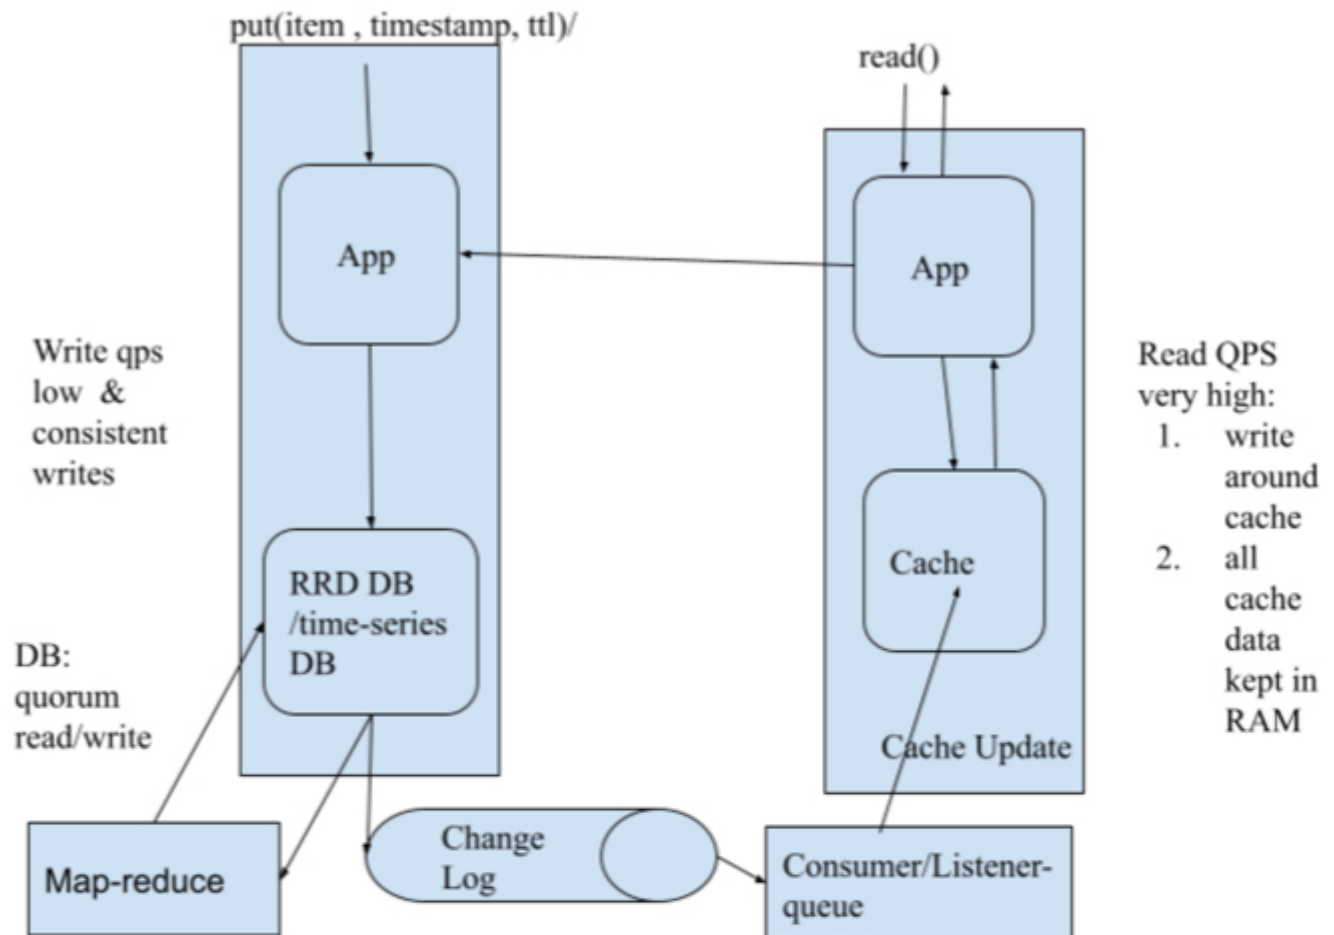 put(item , timestamp, ttl)/
read()
App
App
Write qps
low &
consistent
writes
Read QPS
very high:
1. write
around
cache
2. all
cache
data
kept in
RAM
RRD DB
/time-series
DB
Cache
DB:
quorum
read/write
Cache Update
Map-reduce
Change
Log
Consumer/Listener-
queue